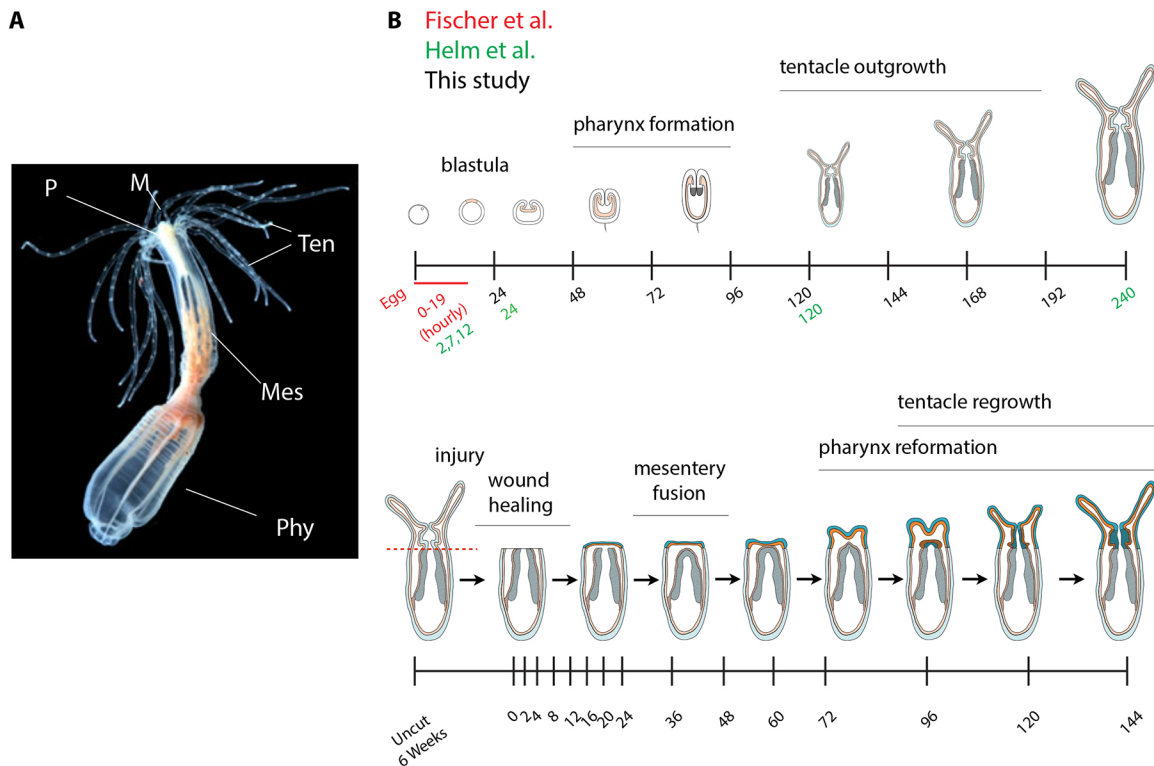 A
P
M
Ten
Mes
Phy
B
Fischer et al.
Helm et al.
This study
tentacle outgrowth
pharynx formation
blastula
Egg
0-19
(hourly)
2,7,12
24
24
48
72
96
120
120
144
168
192
240
tentacle regrowth
pharynx reformation
injury
wound
healing
mesentery
fusion
Uncut
6 Weeks
0
2
4
8
12
16
20
24
36
48
60
72
96
120
144